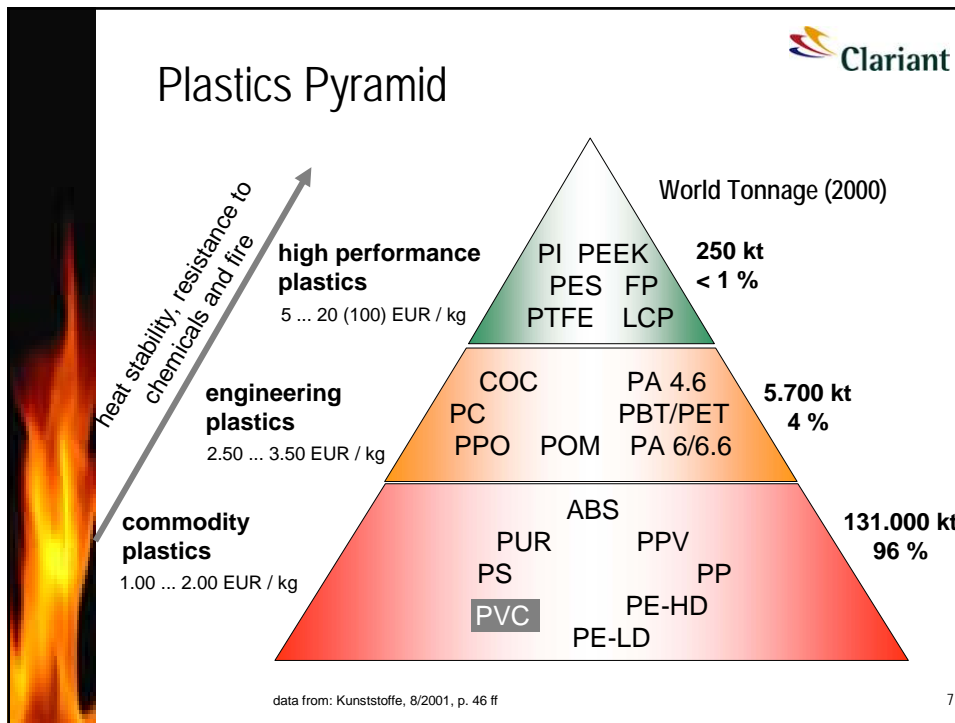 Clariant
Plastics Pyramid
heat stability, resistance to
chemicals and fire
World Tonnage (2000)
high performance
plastics
5 ... 20 (100) EUR / kg
PI PEEK
PES FP
PTFE LCP
250 kt
< 1 %
engineering
plastics
2.50 ... 3.50 EUR / kg
COC PA 4.6
PC PBT/PET
PPO POM PA 6/6.6
5.700 kt
4 %
commodity
plastics
1.00 ... 2.00 EUR / kg
ABS
PUR PPV
PS PP
PVC PE-HD
PE-LD
131.000 kt
96 %
data from: Kunststoffe, 8/2001, p. 46 ff
7